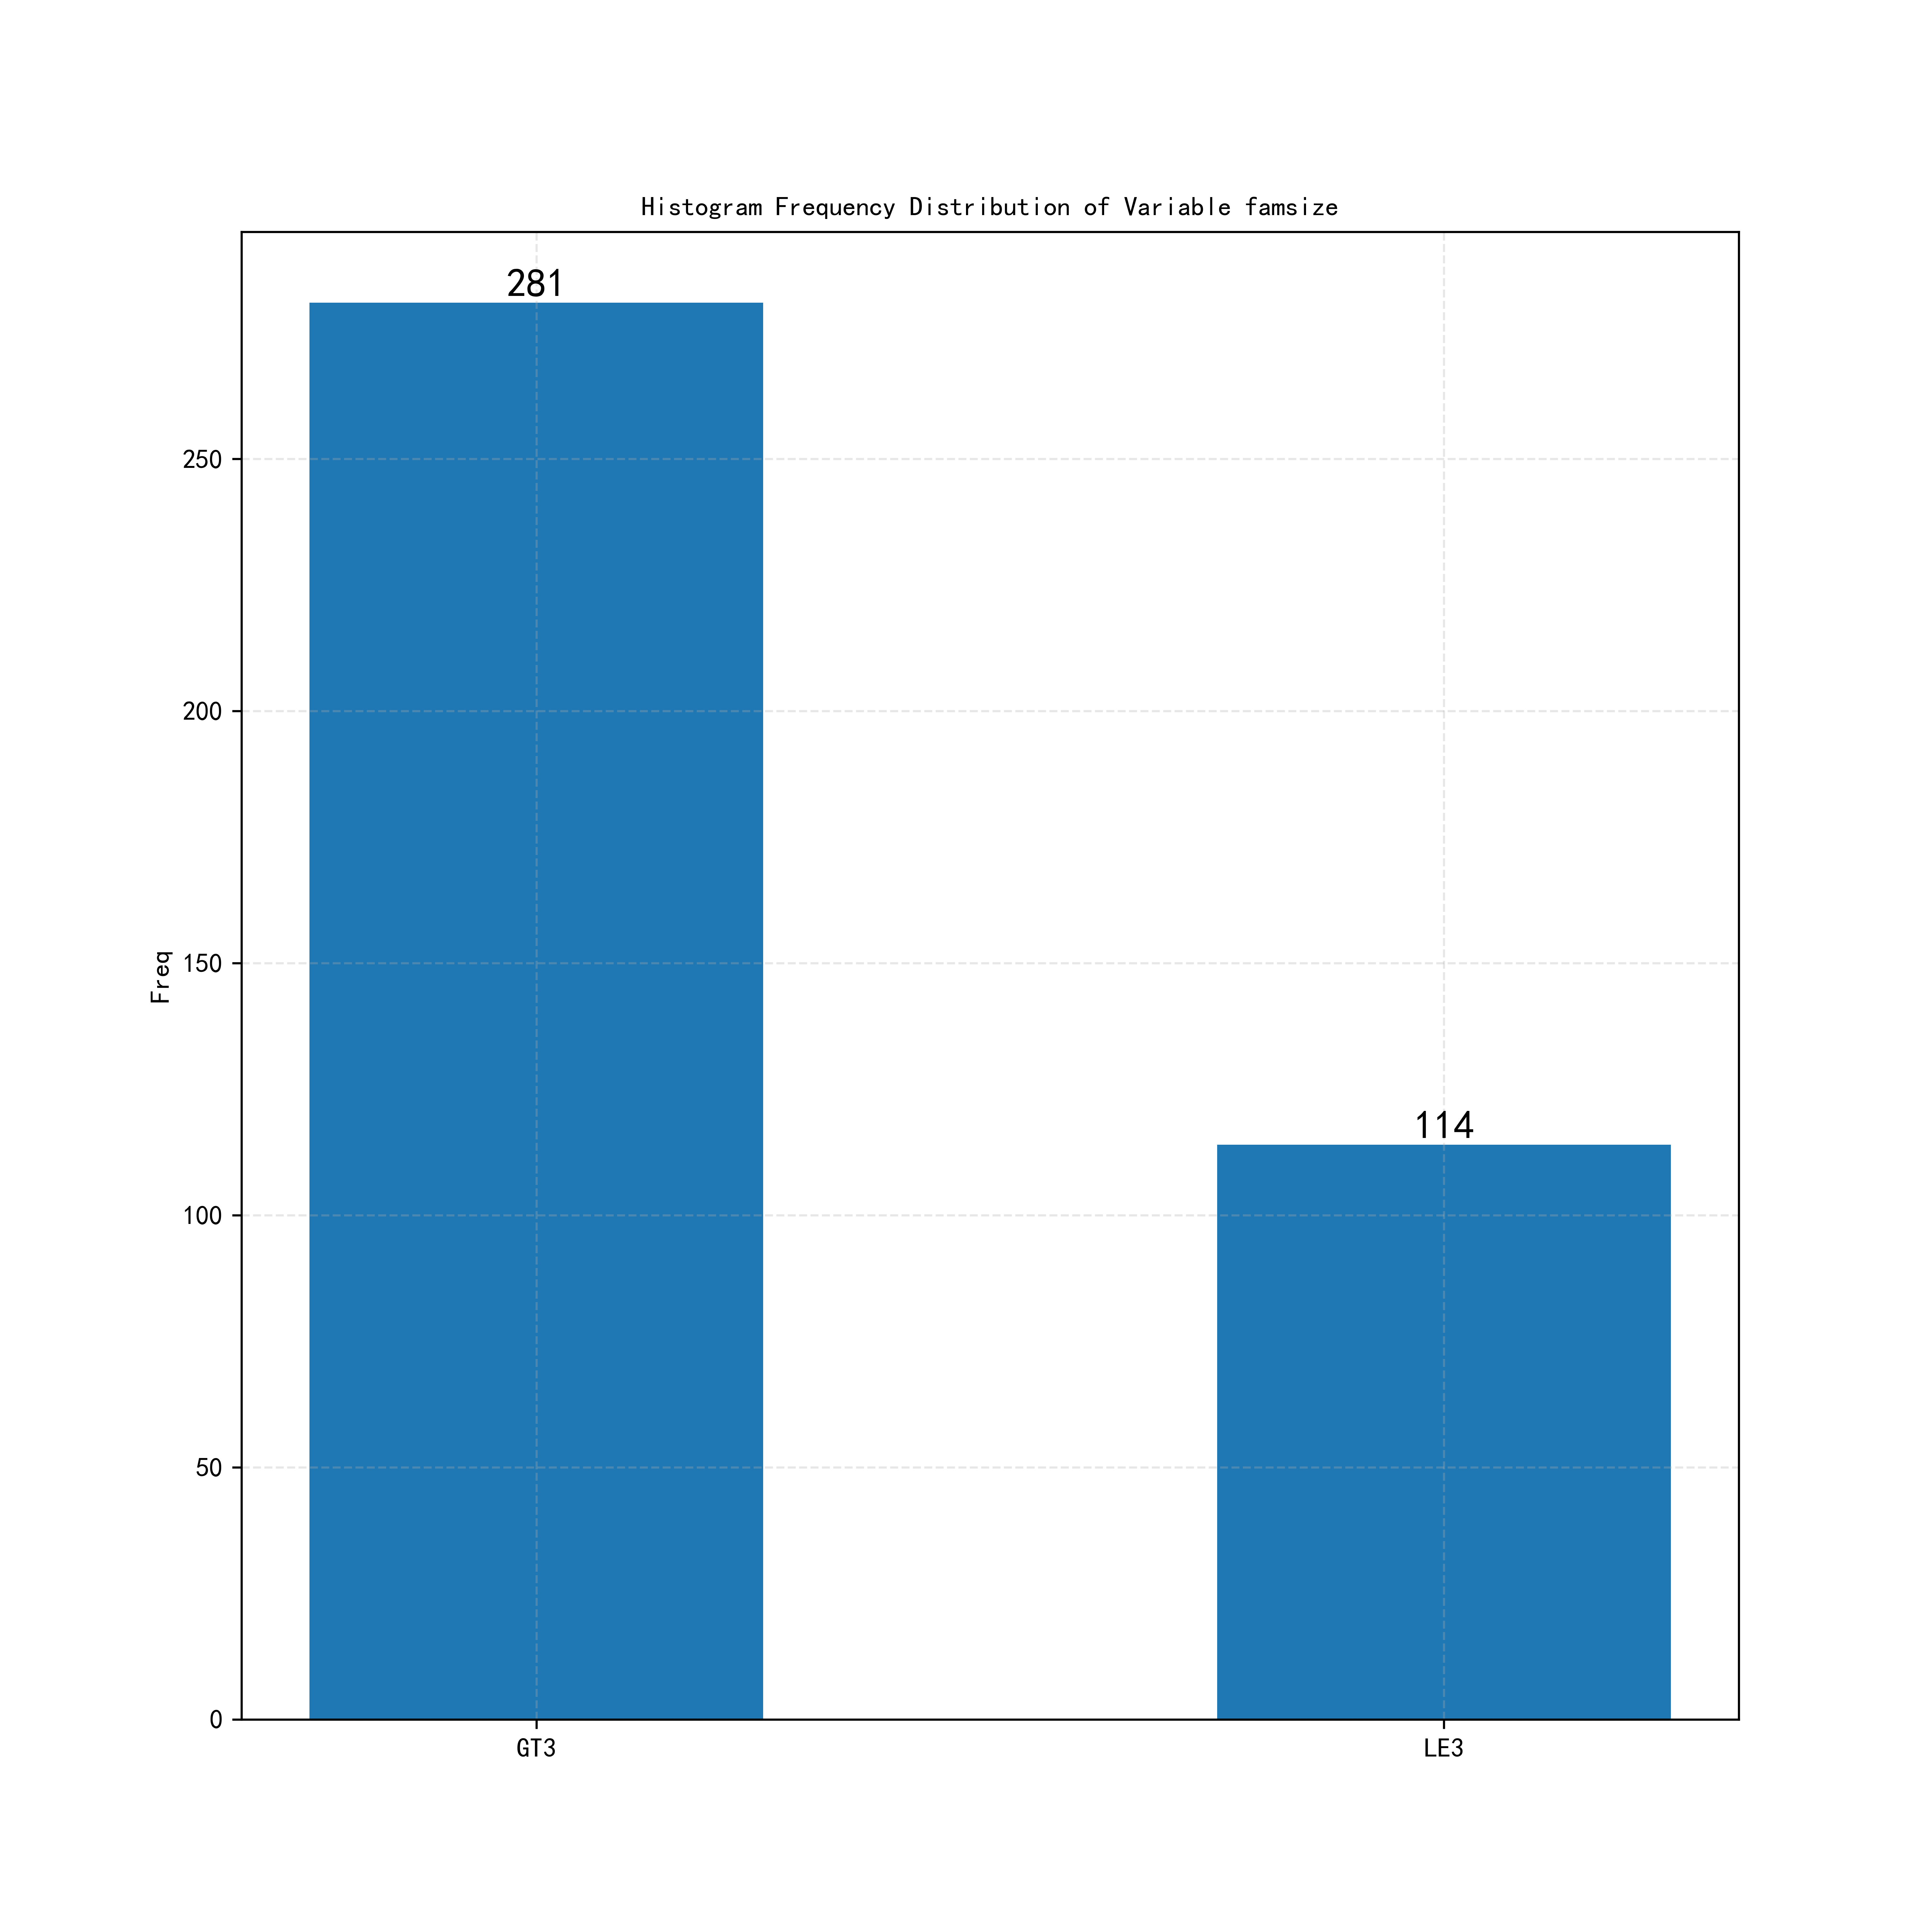 Histogram Frequency Distribution of Variable famsize
281
250
200
Freq
150
114
100
50
0
GT3
LE3